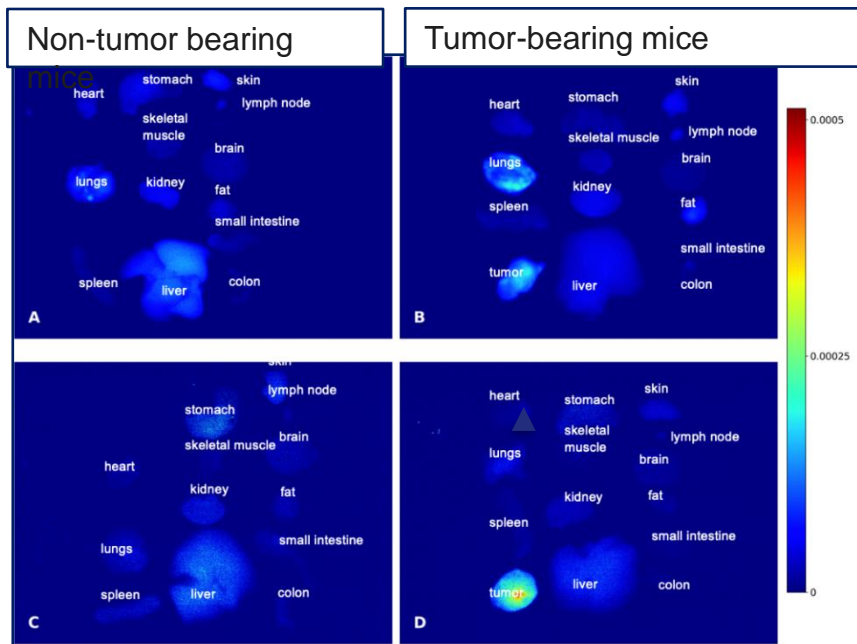 Non-tumor bearing
mice
Tumor-bearing mice
heart
stomach
skin
lymph node
skeletal
muscle
brain
lungs
kidney
fat
small intestine
spleen
liver
colon
A
heart
stomach
skin
skeletal muscle
lymph node
lungs
brain
kidney
spleen
fat
small intestine
tumor
liver
colon
B
0.0005
0.00025
0
skin
lymph node
stomach
skeletal muscle
brain
heart
kidney
fat
lungs
small intestine
spleen
liver
colon
C
heart
stomach
skin
skeletal
muscle
lymph node
lungs
brain
kidney
fat
spleen
small intestine
tumor
liver
colon
D